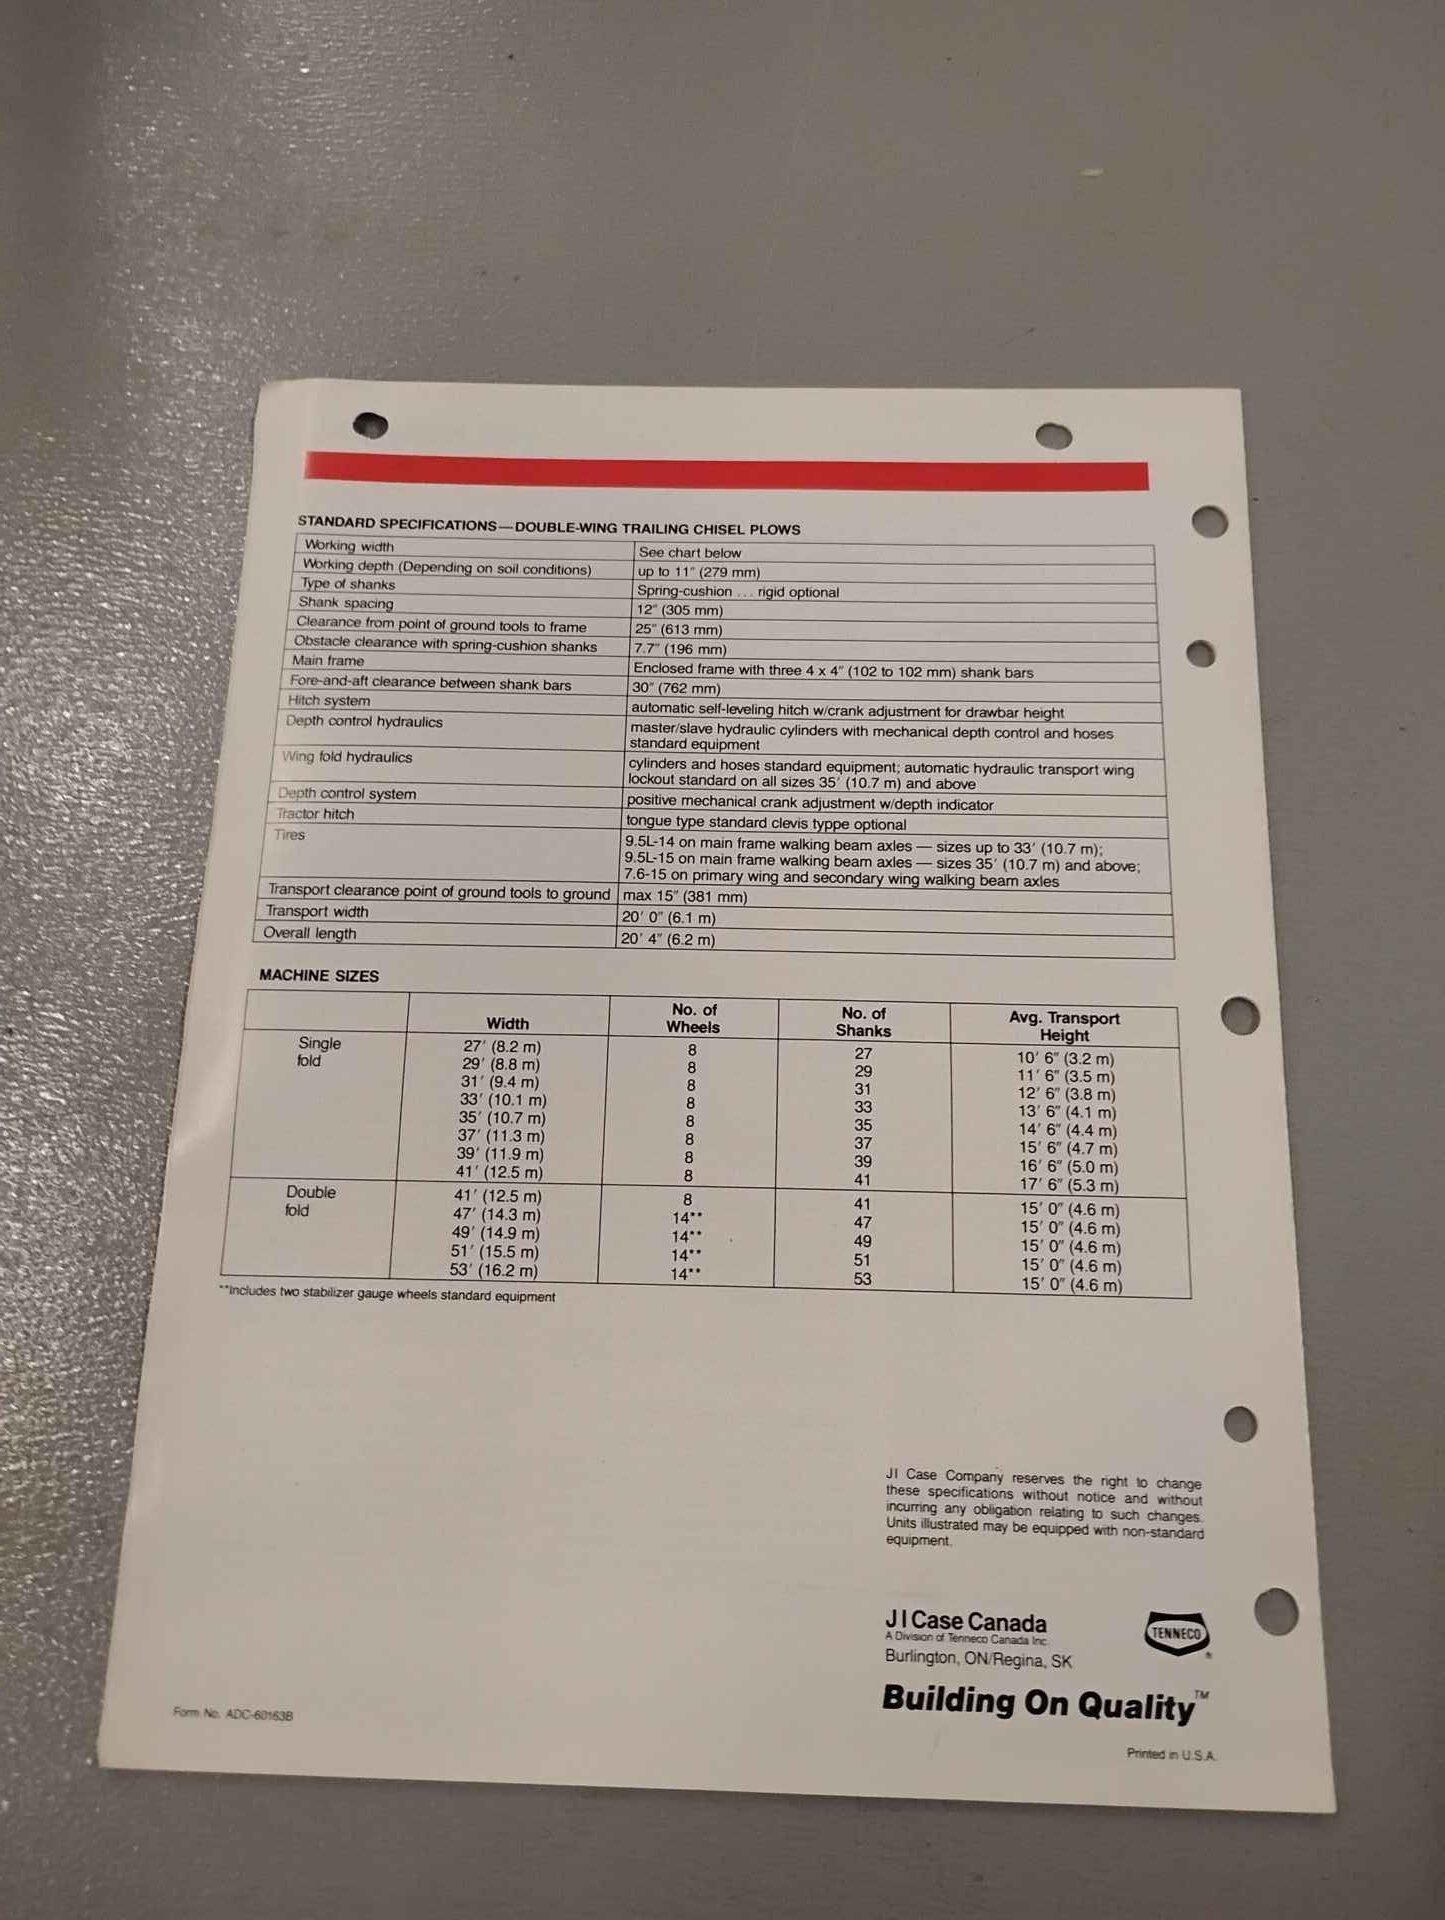 STANDARD SPECIFICATIONS—DOUBLE-WING TRAILING CHISEL PLOWS
Working width See chart below
Working depth (Depending on soil conditions) up to 11″ (279 mm)
Type of shanks Spring-cushion ... rigid optional
Shank spacing 12″ (305 mm)
Clearance from point of ground tools to frame 25″ (613 mm)
Obstacle clearance with spring-cushion shanks 7.7″ (196 mm)
Main frame Enclosed frame with three 4 x 4″ (102 to 102 mm) shank bars
Fore-and-aft clearance between shank bars 30″ (762 mm)
Hitch system automatic self-leveling hitch w/crank adjustment for drawbar height
Depth control hydraulics master/slave hydraulic cylinders with mechanical depth control and hoses
standard equipment
Wing fold hydraulics cylinders and hoses standard equipment; automatic hydraulic transport wing
lockout standard on all sizes 35′ (10.7 m) and above
Depth control system positive mechanical crank adjustment w/depth indicator
Tractor hitch tongue type standard clevis typpe optional
Tires 9.5L-14 on main frame walking beam axles — sizes up to 33′ (10.7 m);
9.5L-15 on main frame walking beam axles — sizes 35′ (10.7 m) and above;
7.6-15 on primary wing and secondary wing walking beam axles
Transport clearance point of ground tools to ground max 15″ (381 mm)
Transport width 20′ 0″ (6.1 m)
Overall length 20′ 4″ (6.2 m)
MACHINE SIZES
Width No. of Wheels No. of Shanks Avg. Transport Height
Single fold 27′ (8.2 m) 8 27 10′ 6″ (3.2 m)
29′ (8.8 m) 8 29 11′ 6″ (3.5 m)
31′ (9.4 m) 8 31 12′ 6″ (3.8 m)
33′ (10.1 m) 8 33 13′ 6″ (4.1 m)
35′ (10.7 m) 8 35 14′ 6″ (4.4 m)
37′ (11.3 m) 8 37 15′ 6″ (4.7 m)
39′ (11.9 m) 8 39 16′ 6″ (5.0 m)
41′ (12.5 m) 8 41 17′ 6″ (5.3 m)
Double fold 41′ (12.5 m) 8 41 15′ 0″ (4.6 m)
47′ (14.3 m) 14** 47 15′ 0″ (4.6 m)
49′ (14.9 m) 14** 49 15′ 0″ (4.6 m)
51′ (15.5 m) 14** 51 15′ 0″ (4.6 m)
53′ (16.2 m) 14** 53 15′ 0″ (4.6 m)
**Includes two stabilizer gauge wheels standard equipment
JI Case Company reserves the right to change
these specifications without notice and without
incurring any obligation relating to such changes.
Units illustrated may be equipped with non-standard
equipment.
J I Case Canada
A Division of Tenneco Canada Inc.
Burlington, ON/Regina, SK
TENNECO®
Building On Quality™
Form No. ADC-60163B
Printed in U.S.A.